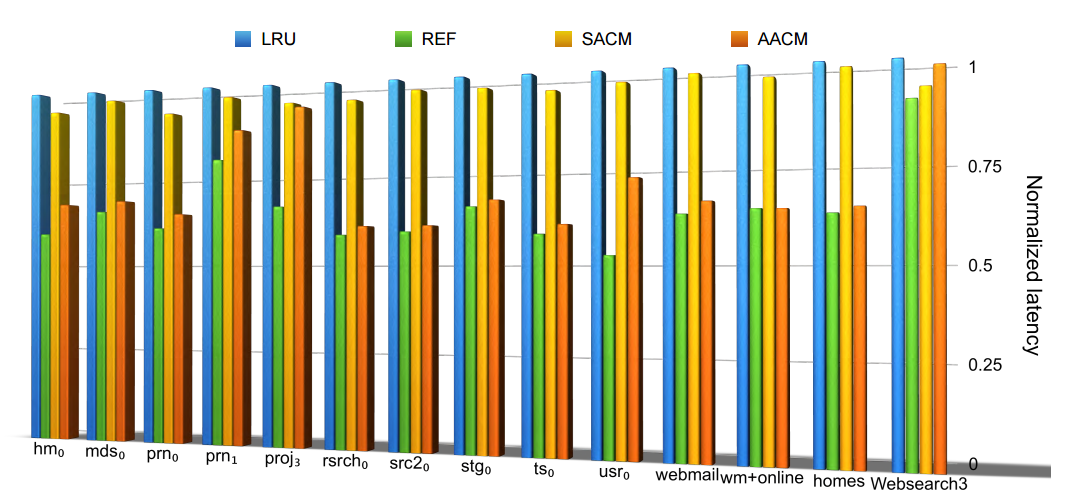 LRU REF SACM AACM
1
0.75
0.5
0.25
0
Normalized latency
hm₀ mds₀ prn₀ prn₁ proj₃ rsrch₀ src2₀ stg₀ ts₀ usr₀ webmail wm+online homes Websearch3